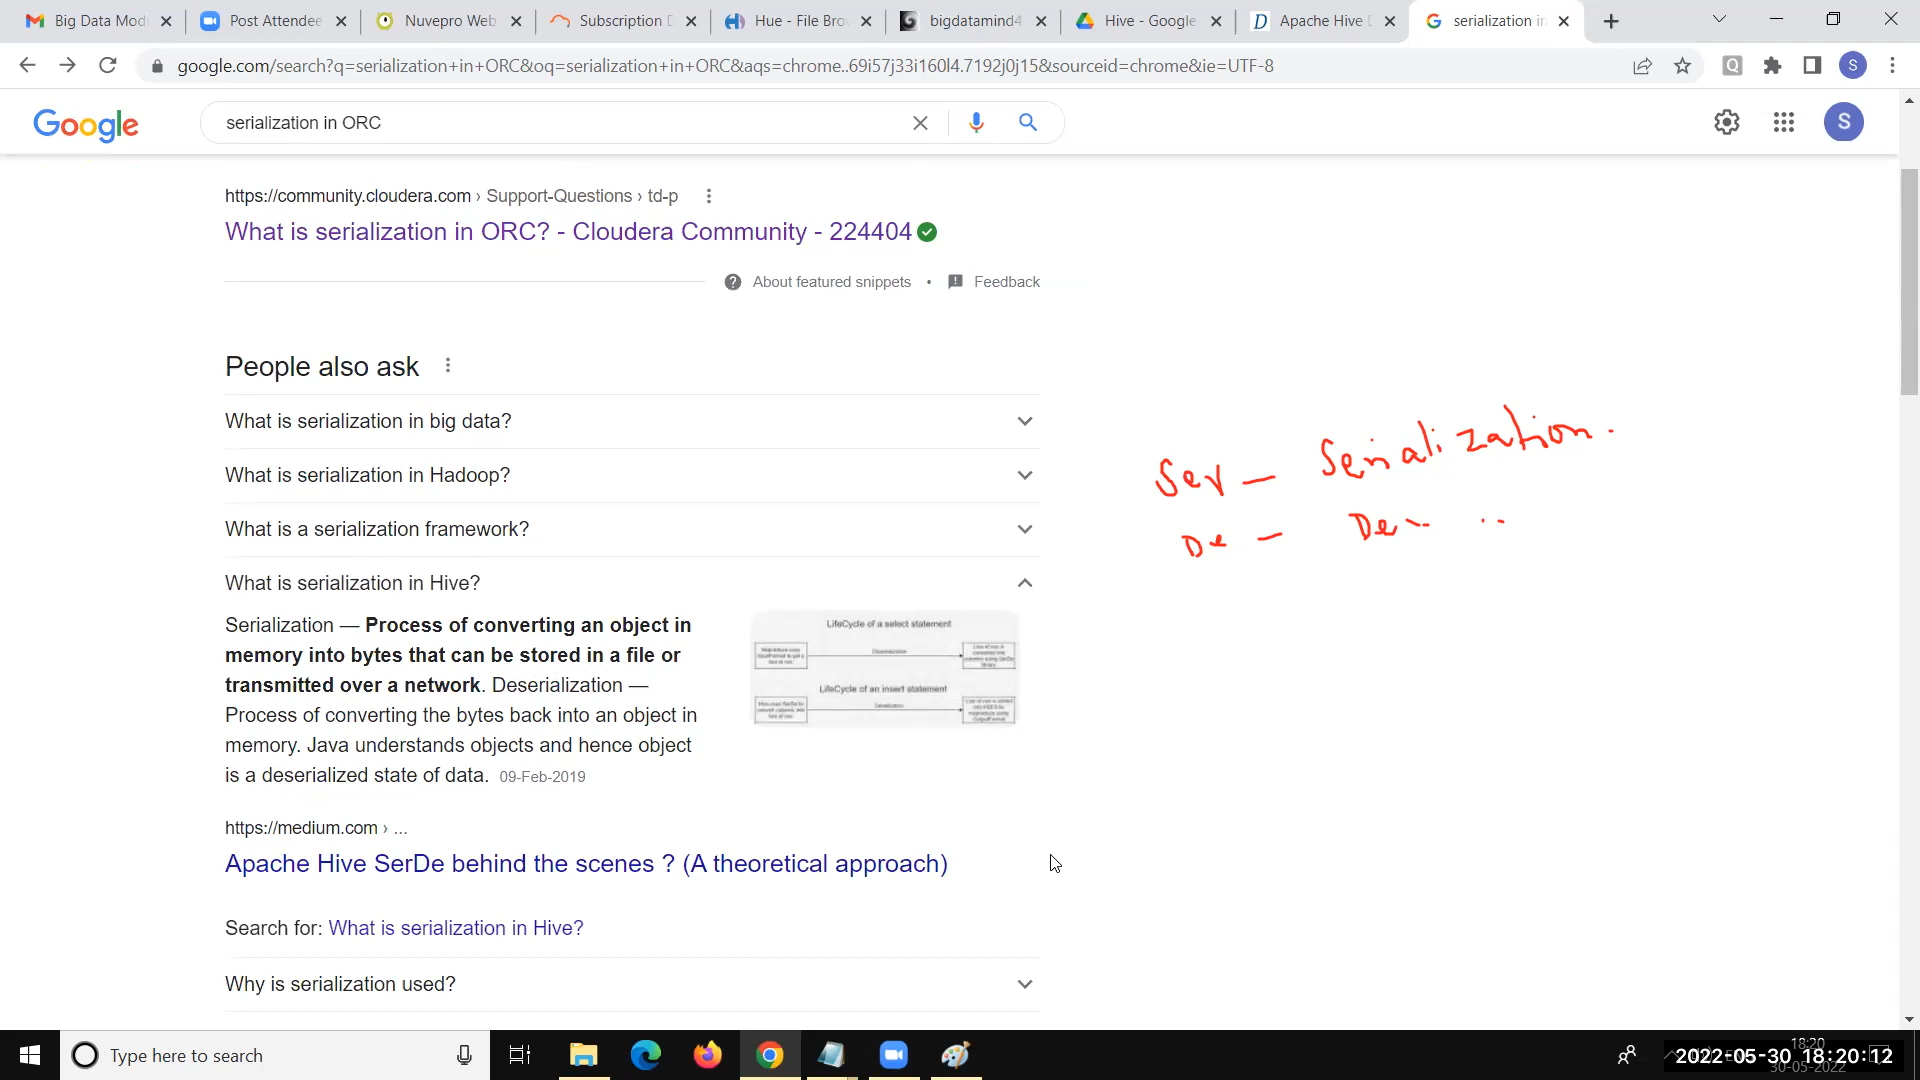 Big Data Mod
Post Attendee
Nuvepro Web
Subscription D
Hue - File Bro
bigdatamind4
Hive - Google
Apache Hive D
serialization in
google.com/search?q=serialization+in+ORC&oq=serialization+in+ORC&aqs=chrome..69i57j33i160l4.7192j0j15&sourceid=chrome&ie=UTF-8
Q
S
Google
serialization in ORC
S
https://community.cloudera.com › Support-Questions › td-p
What is serialization in ORC? - Cloudera Community - 224404
About featured snippets • Feedback
People also ask
What is serialization in big data?
What is serialization in Hadoop?
What is a serialization framework?
What is serialization in Hive?
Serialization — Process of converting an object in
memory into bytes that can be stored in a file or
transmitted over a network. Deserialization —
Process of converting the bytes back into an object in
memory. Java understands objects and hence object
is a deserialized state of data. 09-Feb-2019
LifeCycle of a select statement
Deserialization
LifeCycle of an insert statement
Serialization
Ser – Serialization.
De – De
https://medium.com › ...
Apache Hive SerDe behind the scenes ? (A theoretical approach)
Search for: What is serialization in Hive?
Why is serialization used?
Type here to search
18:20
2022-05-30 18:20:12
30-05-2022